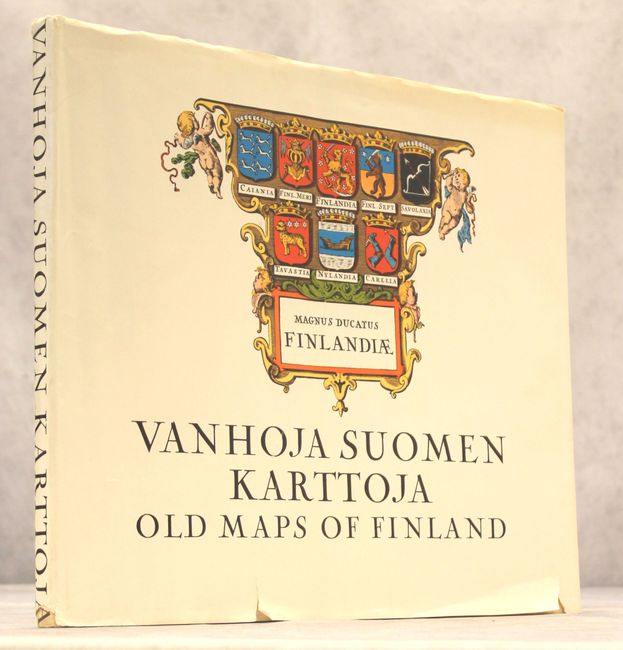 VANHOJA SUOMEN KARTTOJA
CAIANIA FINL. MERI FINLANDIA FINL. SEPT. SAVOLAXIA
TAVASTIA NYLANDIA CARELIA
MAGNUS DUCATUS
FINLANDIÆ
VANHOJA SUOMEN
KARTTOJA
OLD MAPS OF FINLAND